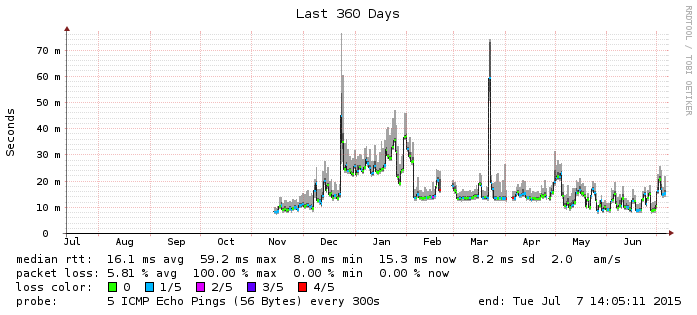 Last 360 Days
RRDTOOL / TOBI OETIKER
Seconds
70 m
60 m
50 m
40 m
30 m
20 m
10 m
0
Jul Aug Sep Oct Nov Dec Jan Feb Mar Apr May Jun
median rtt: 16.1 ms avg 59.2 ms max 8.0 ms min 15.3 ms now 8.2 ms sd 2.0 am/s
packet loss: 5.81 % avg 100.00 % max 0.00 % min 0.00 % now
loss color: 0 1/5 2/5 3/5 4/5
probe: 5 ICMP Echo Pings (56 Bytes) every 300s end: Tue Jul 7 14:05:11 2015